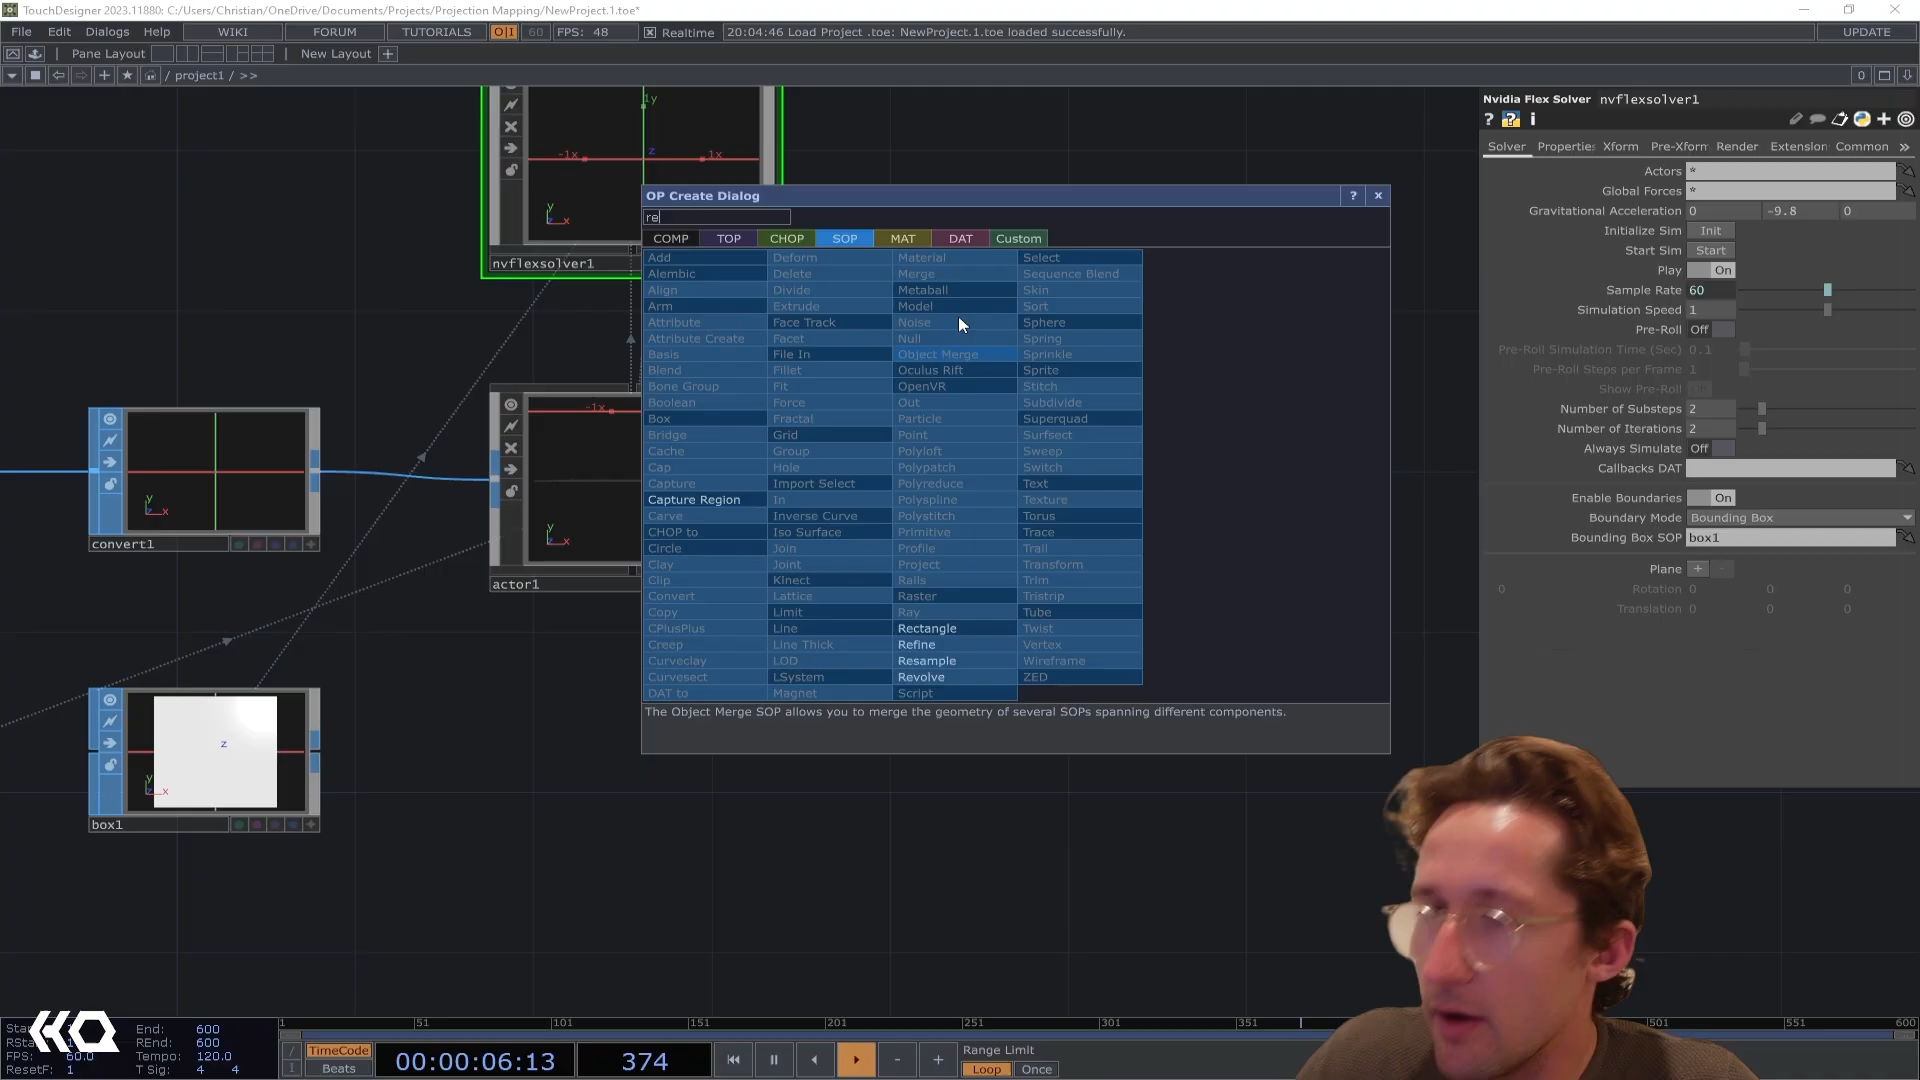 TouchDesigner 2023.11880: C:/Users/Christian/OneDrive/Documents/Projects/Projection Mapping/NewProject.1.toe*
File Edit Dialogs Help WIKI FORUM TUTORIALS O|I 60 FPS: 48 Realtime 20:04:46 Load Project .toe: NewProject.1.toe loaded successfully. UPDATE
Pane Layout New Layout +
/ project1 / >> 0
Nvidia Flex Solver nvflexsolver1
? ? i
Solver Properties Xform Pre-Xform Render Extension Common »
Actors *
Global Forces *
Gravitational Acceleration 0 -9.8 0
Initialize Sim Init
Start Sim Start
Play On
Sample Rate 60
Simulation Speed 1
Pre-Roll Off
Pre-Roll Simulation Time (Sec) 0.1
Pre-Roll Steps per Frame 1
Show Pre-Roll
Number of Substeps 2
Number of Iterations 2
Always Simulate Off
Callbacks DAT
Enable Boundaries On
Boundary Mode Bounding Box
Bounding Box SOP box1
Plane + -
0 Rotation 0 0 0
Translation 0 0 0
1y
-1x z 1x
y
x
nvflexsolver1
-1x
y
x
actor1
y
x
convert1
z
y
x
box1
OP Create Dialog ? ×
re
COMP TOP CHOP SOP MAT DAT Custom
Add Deform Material Select
Alembic Delete Merge Sequence Blend
Align Divide Metaball Skin
Arm Extrude Model Sort
Attribute Face Track Noise Sphere
Attribute Create Facet Null Spring
Basis File In Object Merge Sprinkle
Blend Fillet Oculus Rift Sprite
Bone Group Fit OpenVR Stitch
Boolean Force Out Subdivide
Box Fractal Particle Superquad
Bridge Grid Point Surfsect
Cache Group Polyloft Sweep
Cap Hole Polypatch Switch
Capture Import Select Polyreduce Text
Capture Region In Polyspline Texture
Carve Inverse Curve Polystitch Torus
CHOP to Iso Surface Primitive Trace
Circle Join Profile Trail
Clay Joint Project Transform
Clip Kinect Rails Trim
Convert Lattice Raster Tristrip
Copy Limit Ray Tube
CPlusPlus Line Rectangle Twist
Creep Line Thick Refine Vertex
Curveclay LOD Resample Wireframe
Curvesect LSystem Revolve ZED
DAT to Magnet Script
The Object Merge SOP allows you to merge the geometry of several SOPs spanning different components.
HQ
End: 600
REnd: 600
FPS: 60.0 Tempo: 120.0
ResetF: 1 T Sig: 4 4
1 51 101 151 201 251 301 351 501 551 600
TimeCode
Beats
00:00:06:13 374
- +
Range Limit
Loop Once